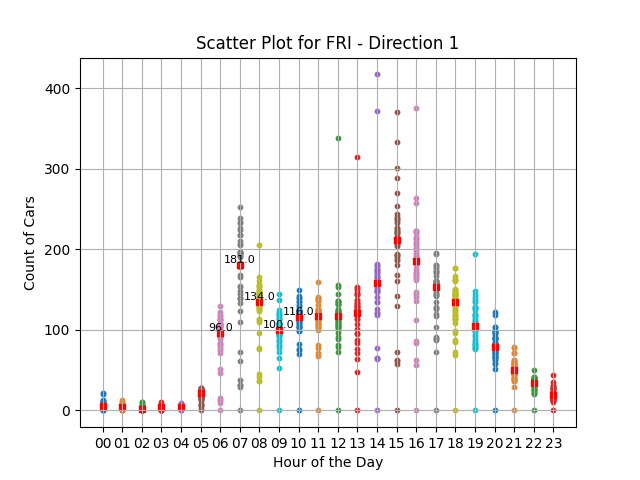 Scatter Plot for FRI - Direction 1
400
300
200
100
0
Count of Cars
181.0
134.0
116.0
100.0
96.0
00 01 02 03 04 05 06 07 08 09 10 11 12 13 14 15 16 17 18 19 20 21 22 23
Hour of the Day